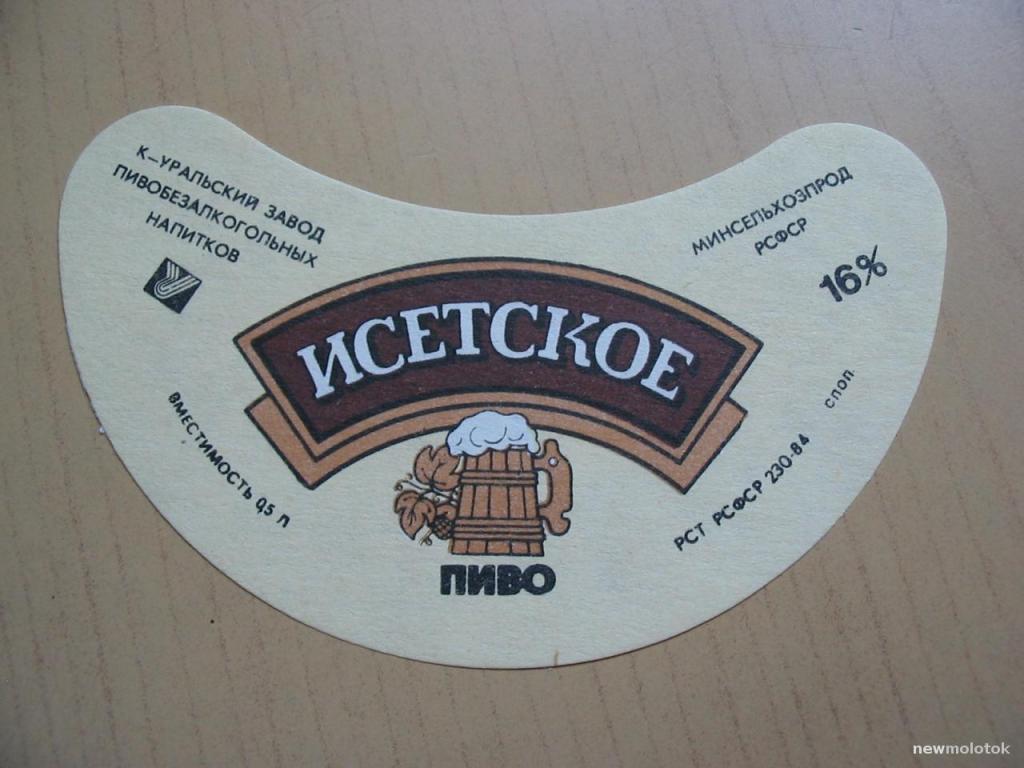 К-УРАЛЬСКИЙ ЗАВОД
ПИВОБЕЗАЛКОГОЛЬНЫХ
НАПИТКОВ
МИНСЕЛЬХОЗПРОД
РСФСР
16%
ИСЕТСКОЕ
ВМЕСТИМОСТЬ 0,5 Л
СПОП
РСТ РСФСР 230-84
ПИВО
newmolotok